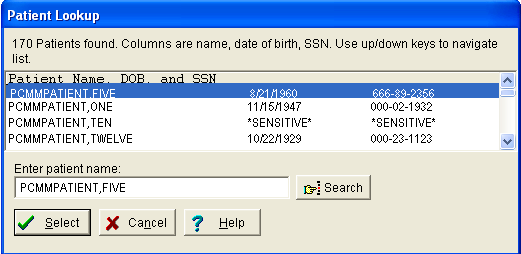 Patient Lookup
170 Patients found. Columns are name, date of birth, SSN. Use up/down keys to navigate
list.
Patient Name, DOB, and SSN
PCMMPATIENT,FIVE 8/21/1960 666-89-2356
PCMMPATIENT,ONE 11/15/1947 000-02-1932
PCMMPATIENT,TEN *SENSITIVE* *SENSITIVE*
PCMMPATIENT,TWELVE 10/22/1929 000-23-1123
Enter patient name:
PCMMPATIENT,FIVE Search
Select Cancel ? Help